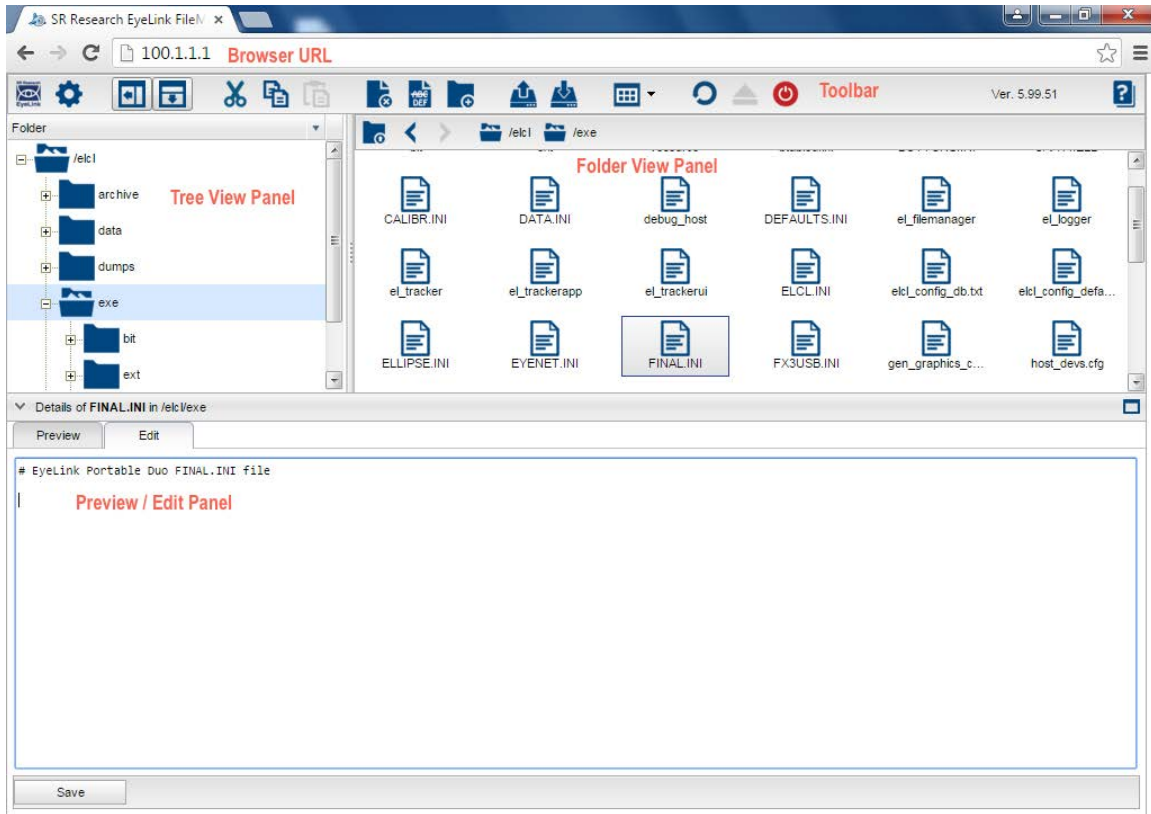 SR Research EyeLink FileM
100.1.1.1 Browser URL
ABC
DEF
Toolbar
Ver. 5.99.51
?
Folder
/elcl /exe
/elcl
archive
Tree View Panel
data
dumps
exe
bit
ext
Folder View Panel
CALIBR.INI DATA.INI debug_host DEFAULTS.INI el_filemanager el_logger
el_tracker el_trackerapp el_trackerui ELCL.INI elcl_config_db.txt elcl_config_defa...
ELLIPSE.INI EYENET.INI FINAL.INI FX3USB.INI gen_graphics_c... host_devs.cfg
Details of FINAL.INI in /elcl/exe
Preview Edit
# EyeLink Portable Duo FINAL.INI file
Preview / Edit Panel
Save